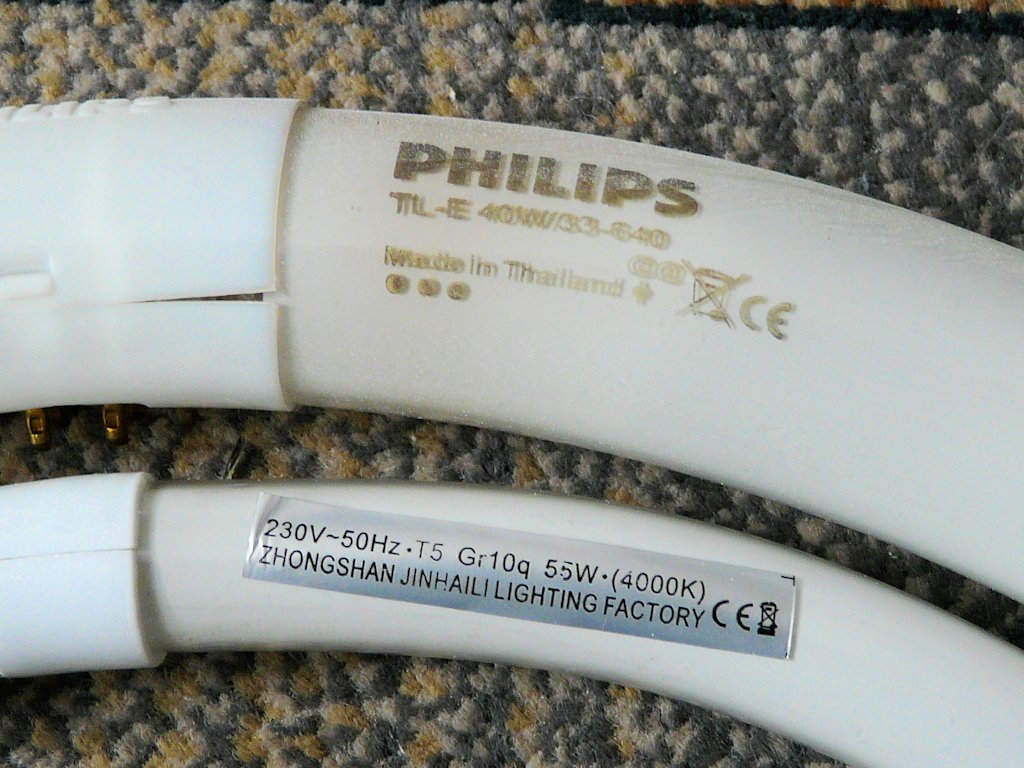 PHILIPS
TL-E 40W/33-640
Made in Thailand
CE
230V~50Hz·T5 Gr10q 55W·(4000K)
ZHONGSHAN JINHAILI LIGHTING FACTORY CE